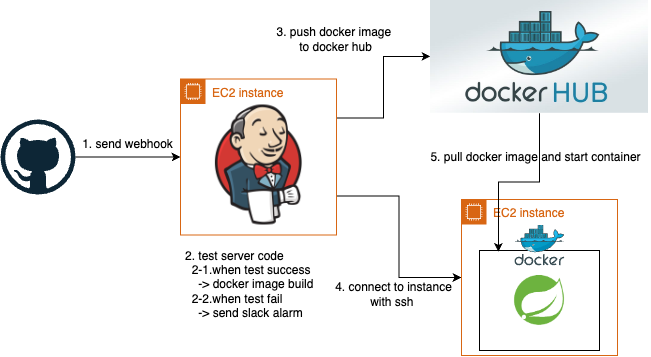 3. push docker image
to docker hub
docker HUB
EC2 instance
1. send webhook
5. pull docker image and start container
EC2 instance
docker
2. test server code
2-1.when test success
-> docker image build
2-2.when test fail
-> send slack alarm
4. connect to instance
with ssh